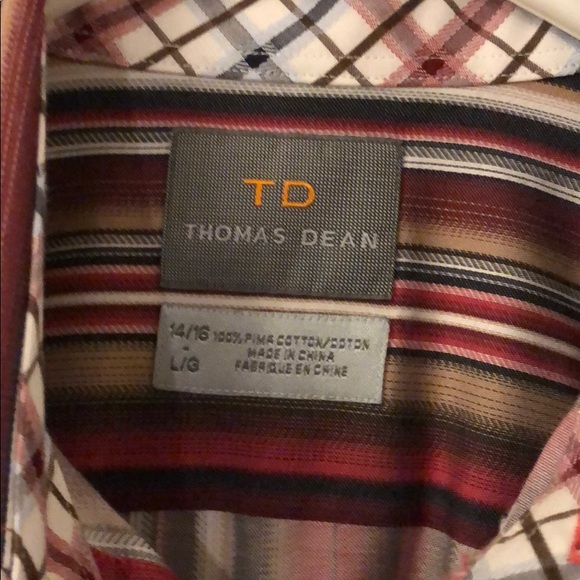 TD
THOMAS DEAN
14/16 100% PIMA COTTON/COTON
MADE IN CHINA
L/G FABRIQUE EN CHINE